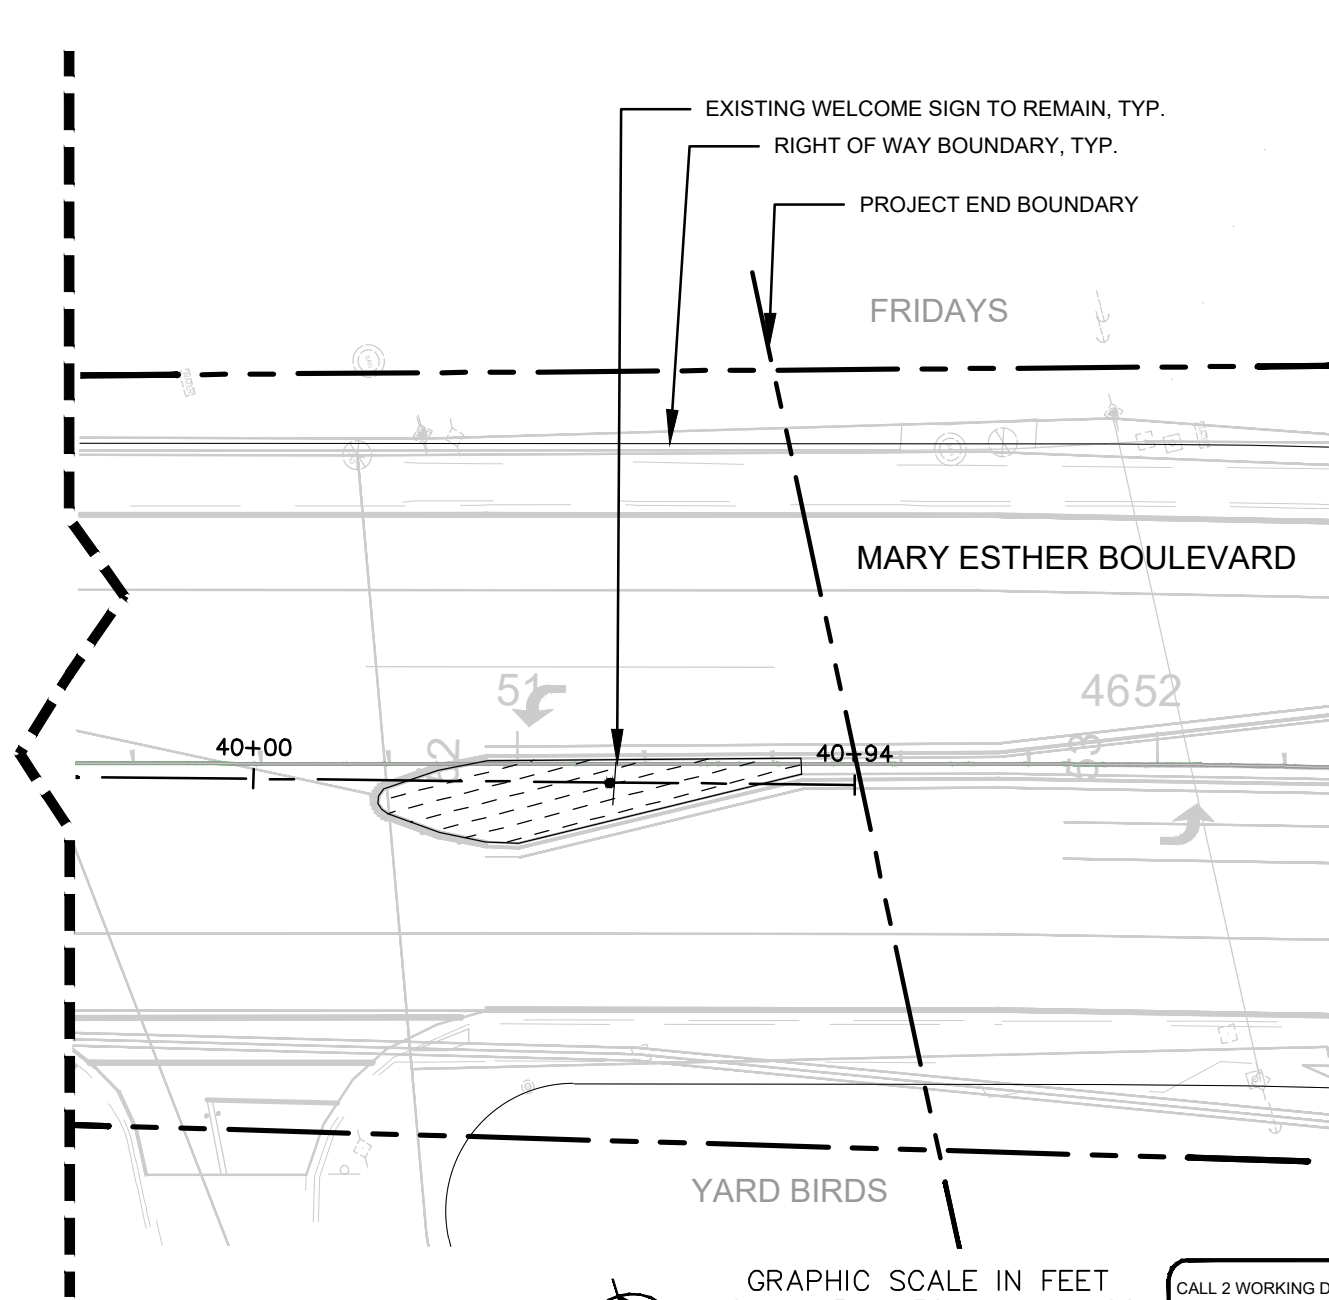 EXISTING WELCOME SIGN TO REMAIN, TYP.
RIGHT OF WAY BOUNDARY, TYP.
PROJECT END BOUNDARY
FRIDAYS
MARY ESTHER BOULEVARD
51
4652
40+00
40+94
YARD BIRDS
GRAPHIC SCALE IN FEET
CALL 2 WORKING D